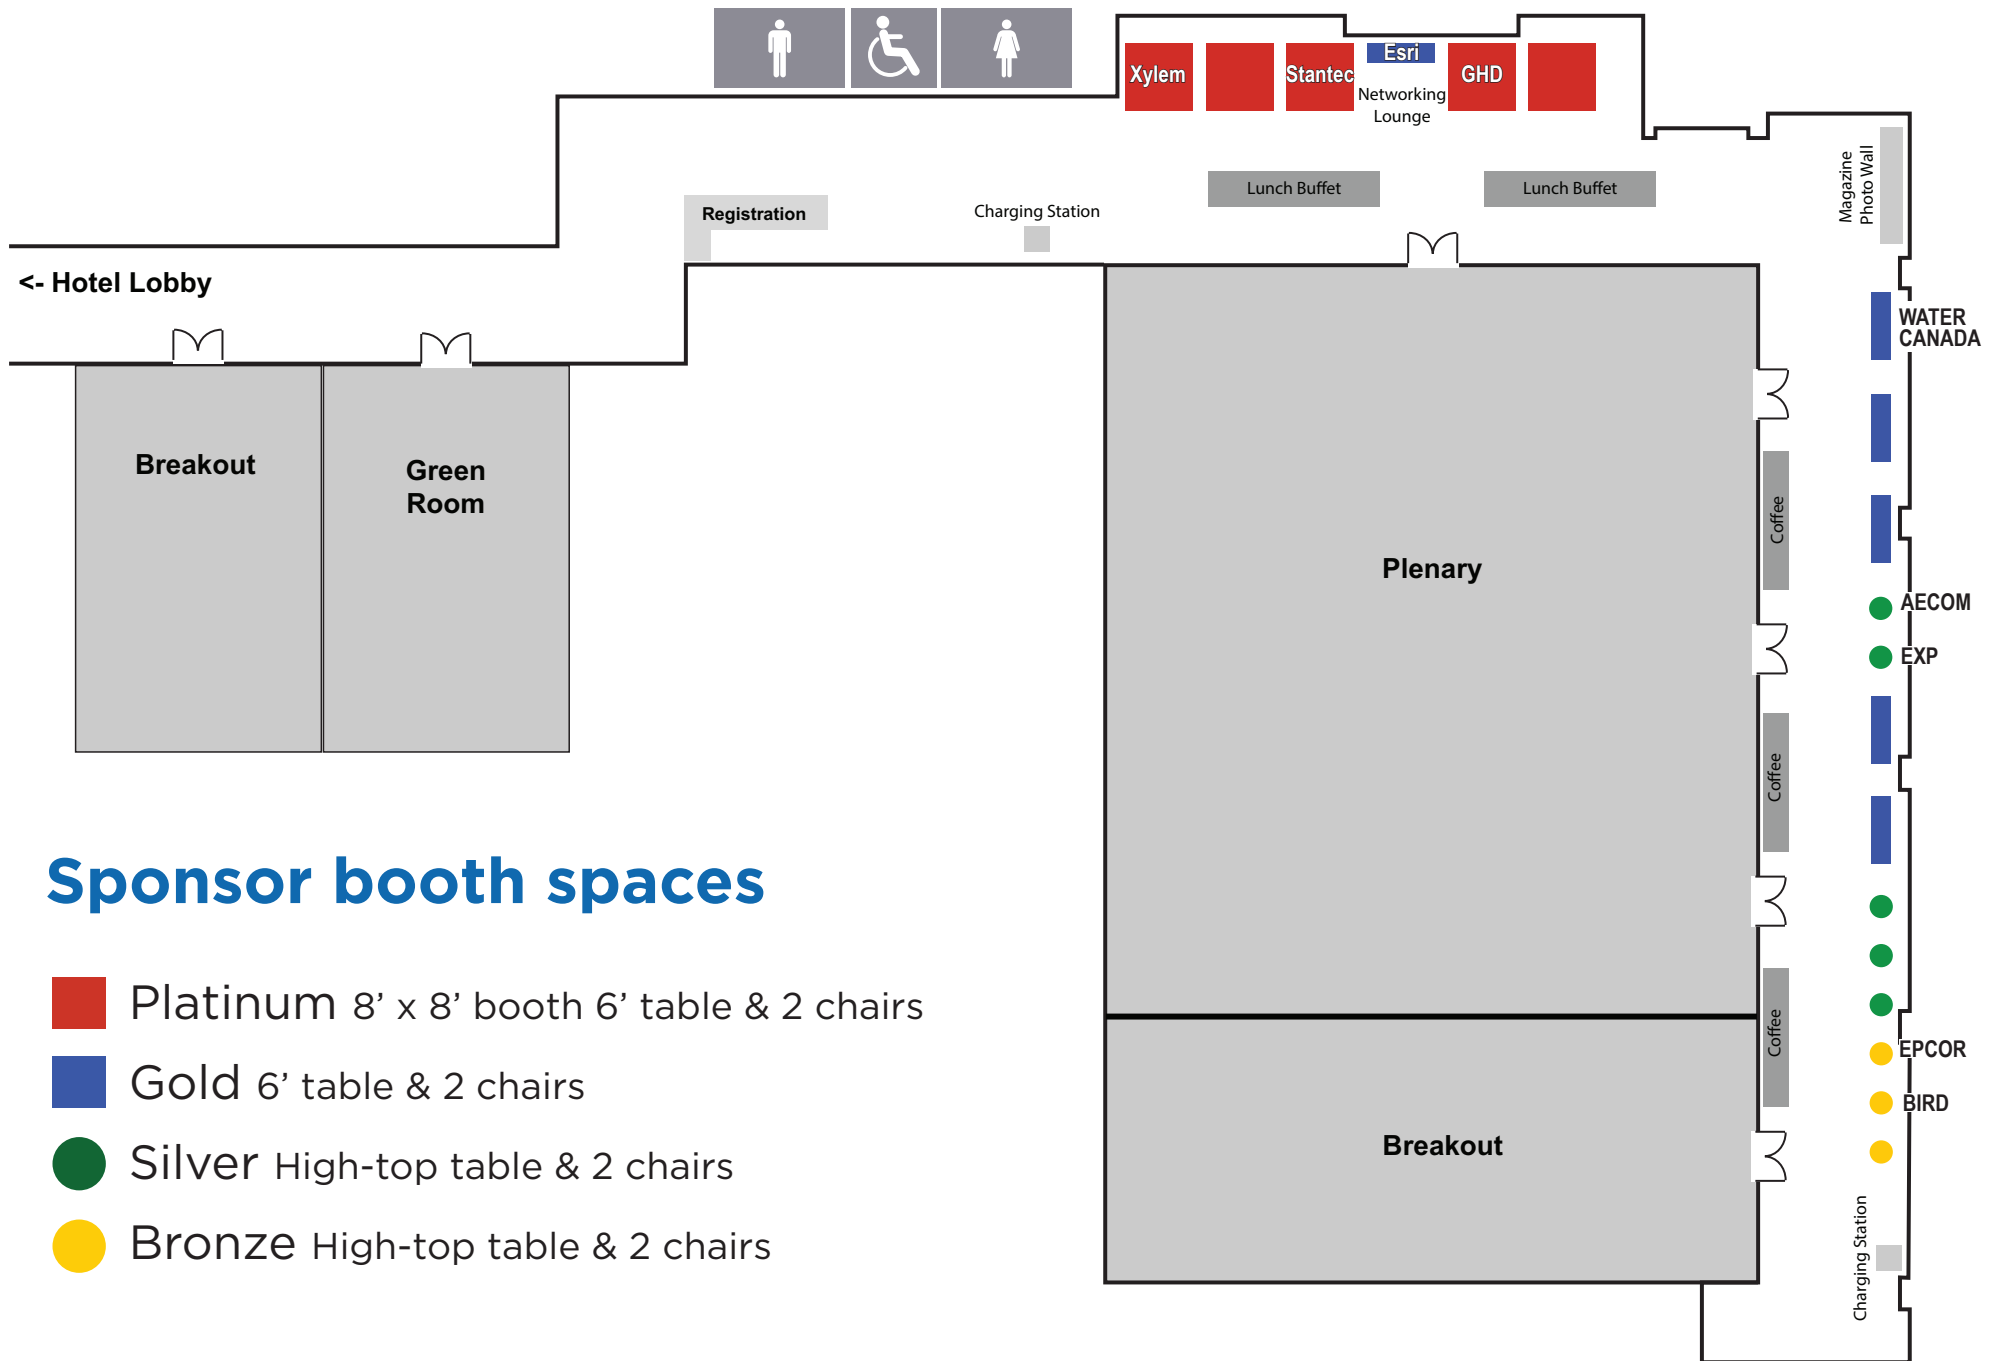 Esri
Xylem
Stantec
GHD
Networking
Lounge
Magazine
Photo Wall
Lunch Buffet
Lunch Buffet
Registration
Charging Station
<- Hotel Lobby
WATER
CANADA
Breakout
Green
Room
Coffee
Plenary
AECOM
EXP
Coffee
Sponsor booth spaces
Platinum 8’ x 8’ booth 6’ table & 2 chairs
Gold 6’ table & 2 chairs
Silver High-top table & 2 chairs
Bronze High-top table & 2 chairs
Coffee
EPCOR
BIRD
Breakout
Charging Station